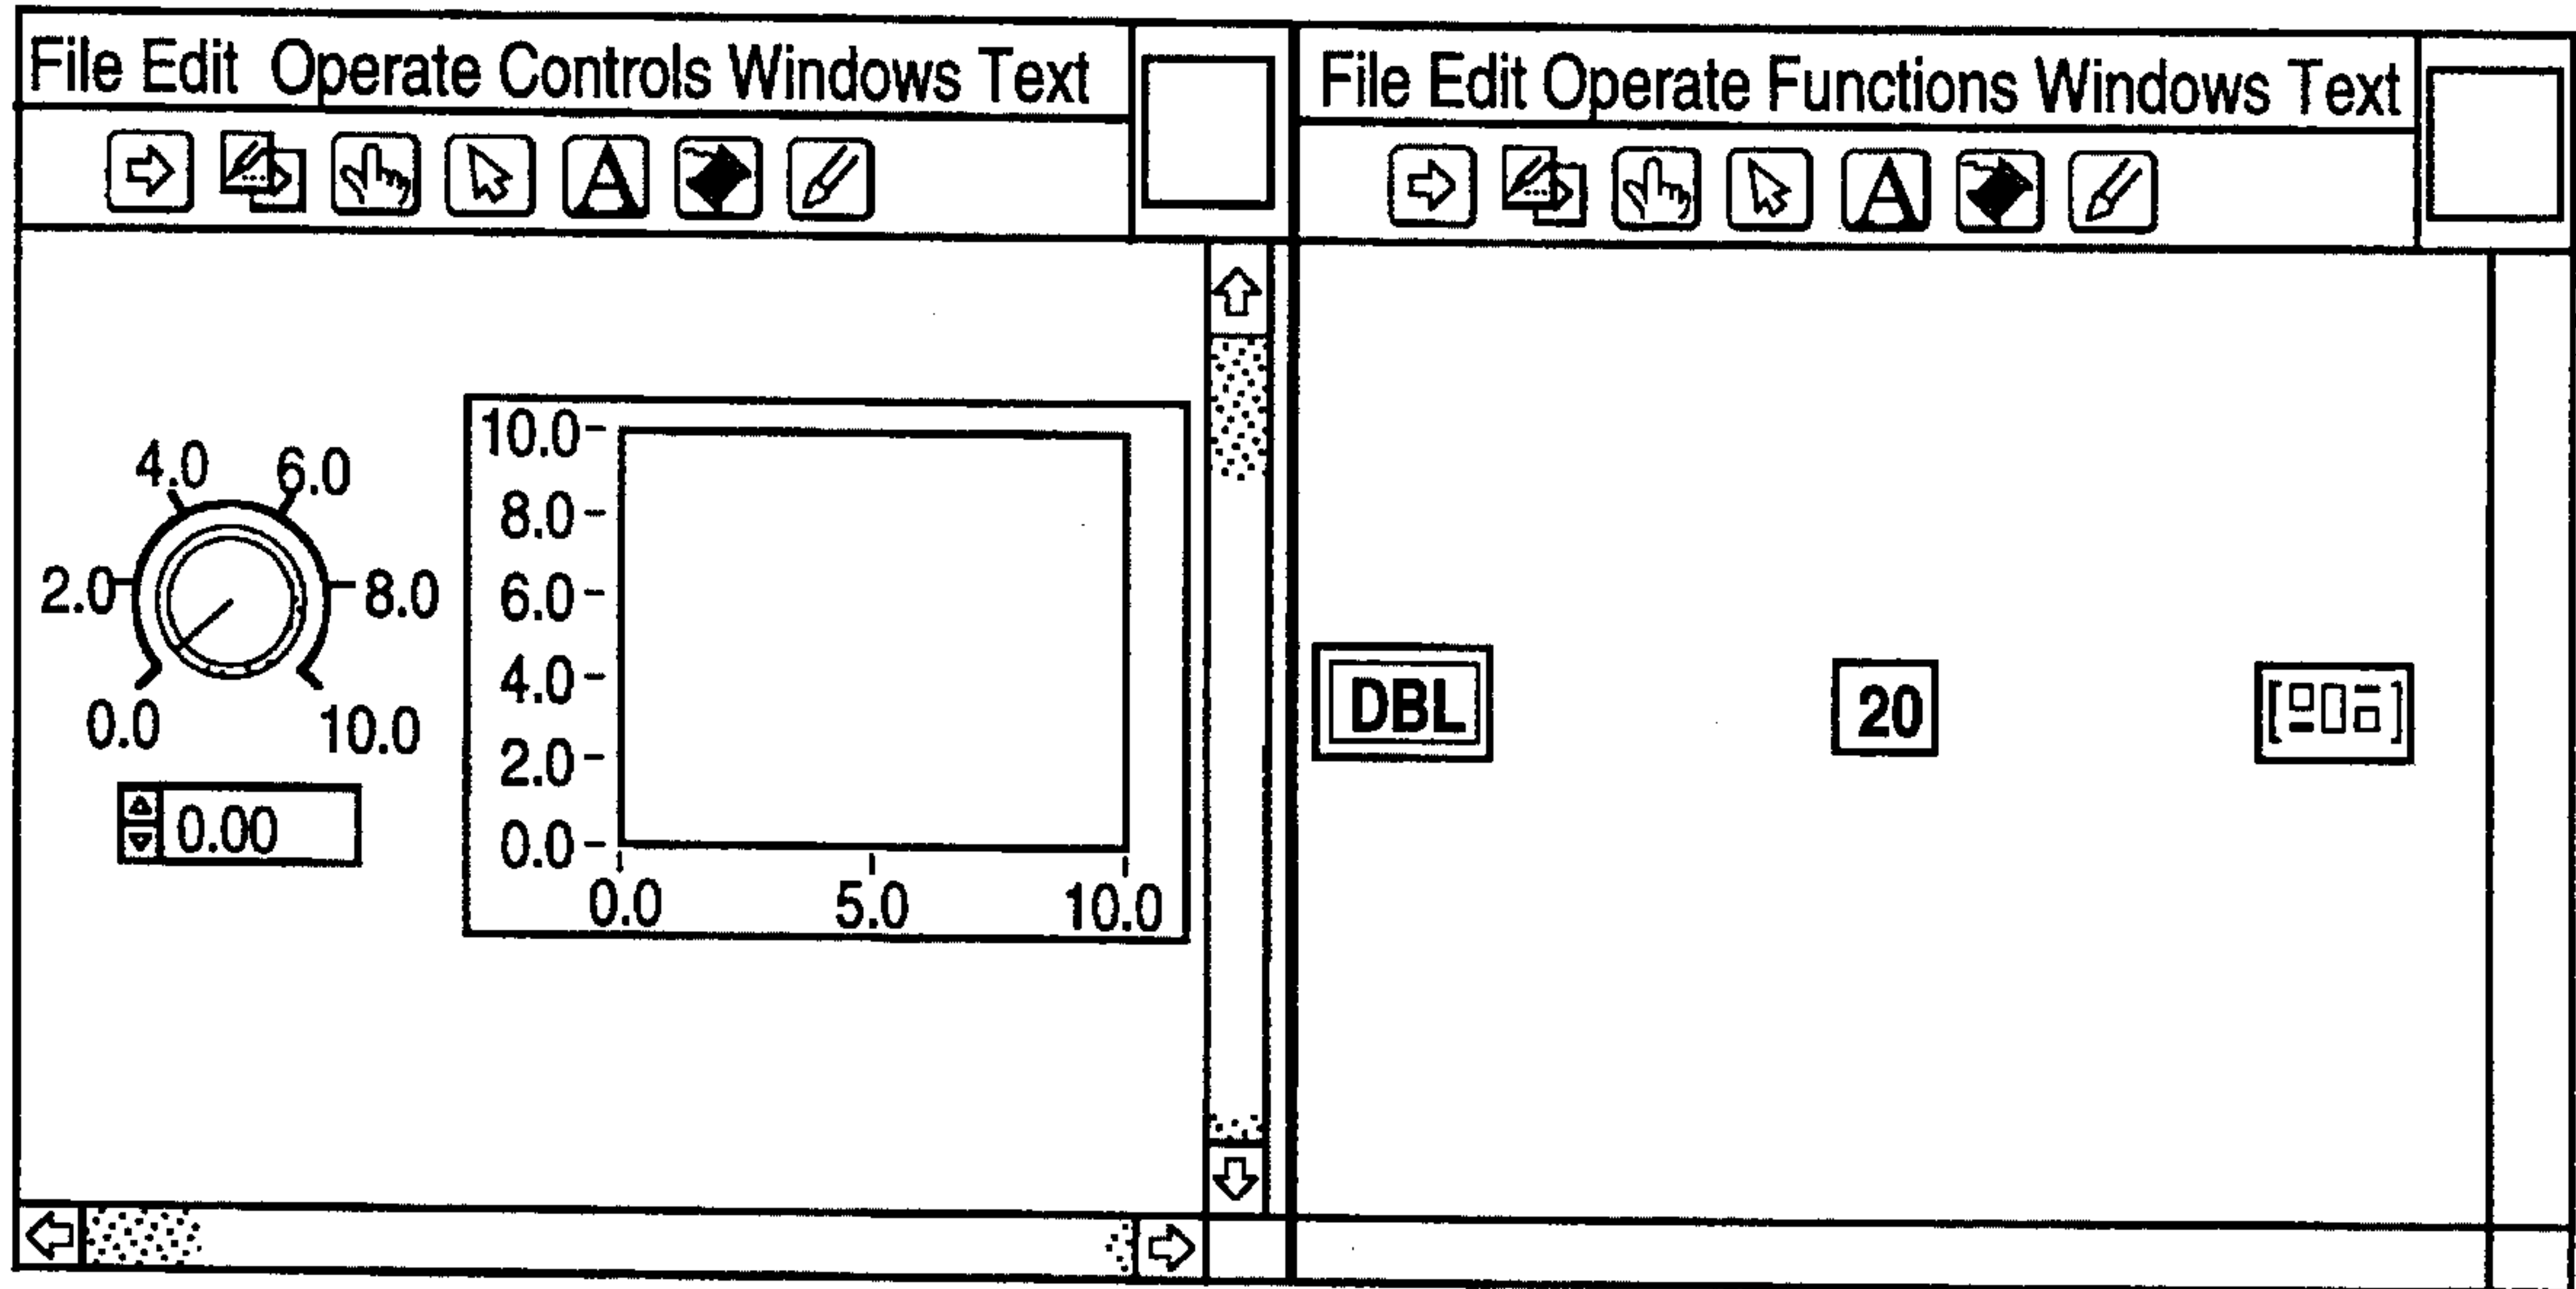 File Edit Operate Controls Windows Text
A
4.0 6.0
2.0 8.0
0.0 10.0
0.00
10.0
8.0
6.0
4.0
2.0
0.0
0.0 5.0 10.0
File Edit Operate Functions Windows Text
A
DBL 20